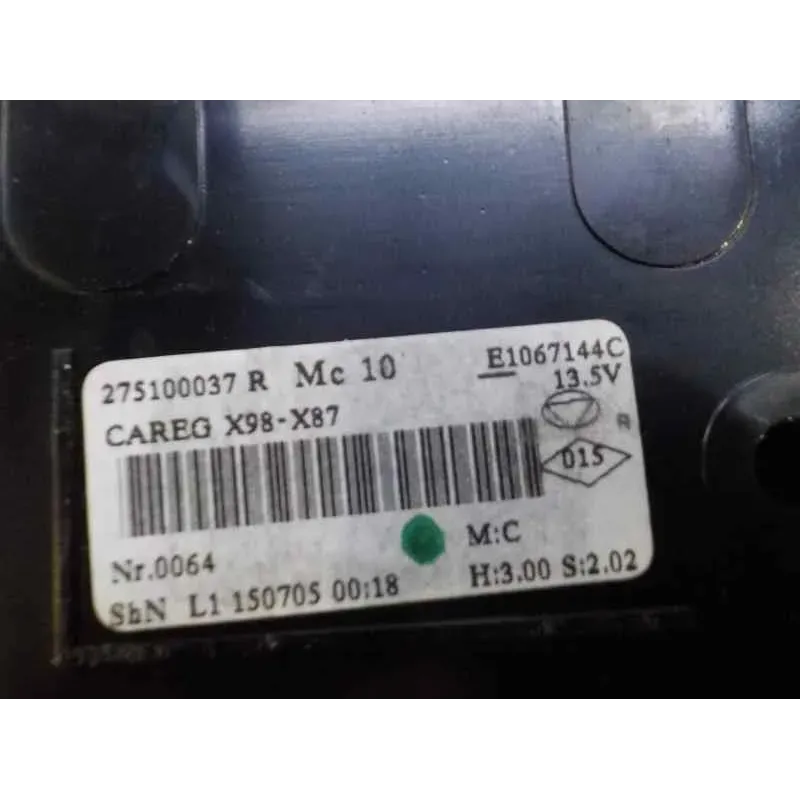 275100037 R Mc 10 E1067144C
13.5V
CAREG X98-X87
R
015
M:C
Nr.0064
H:3.00 S:2.02
ShN L1 150705 00:18